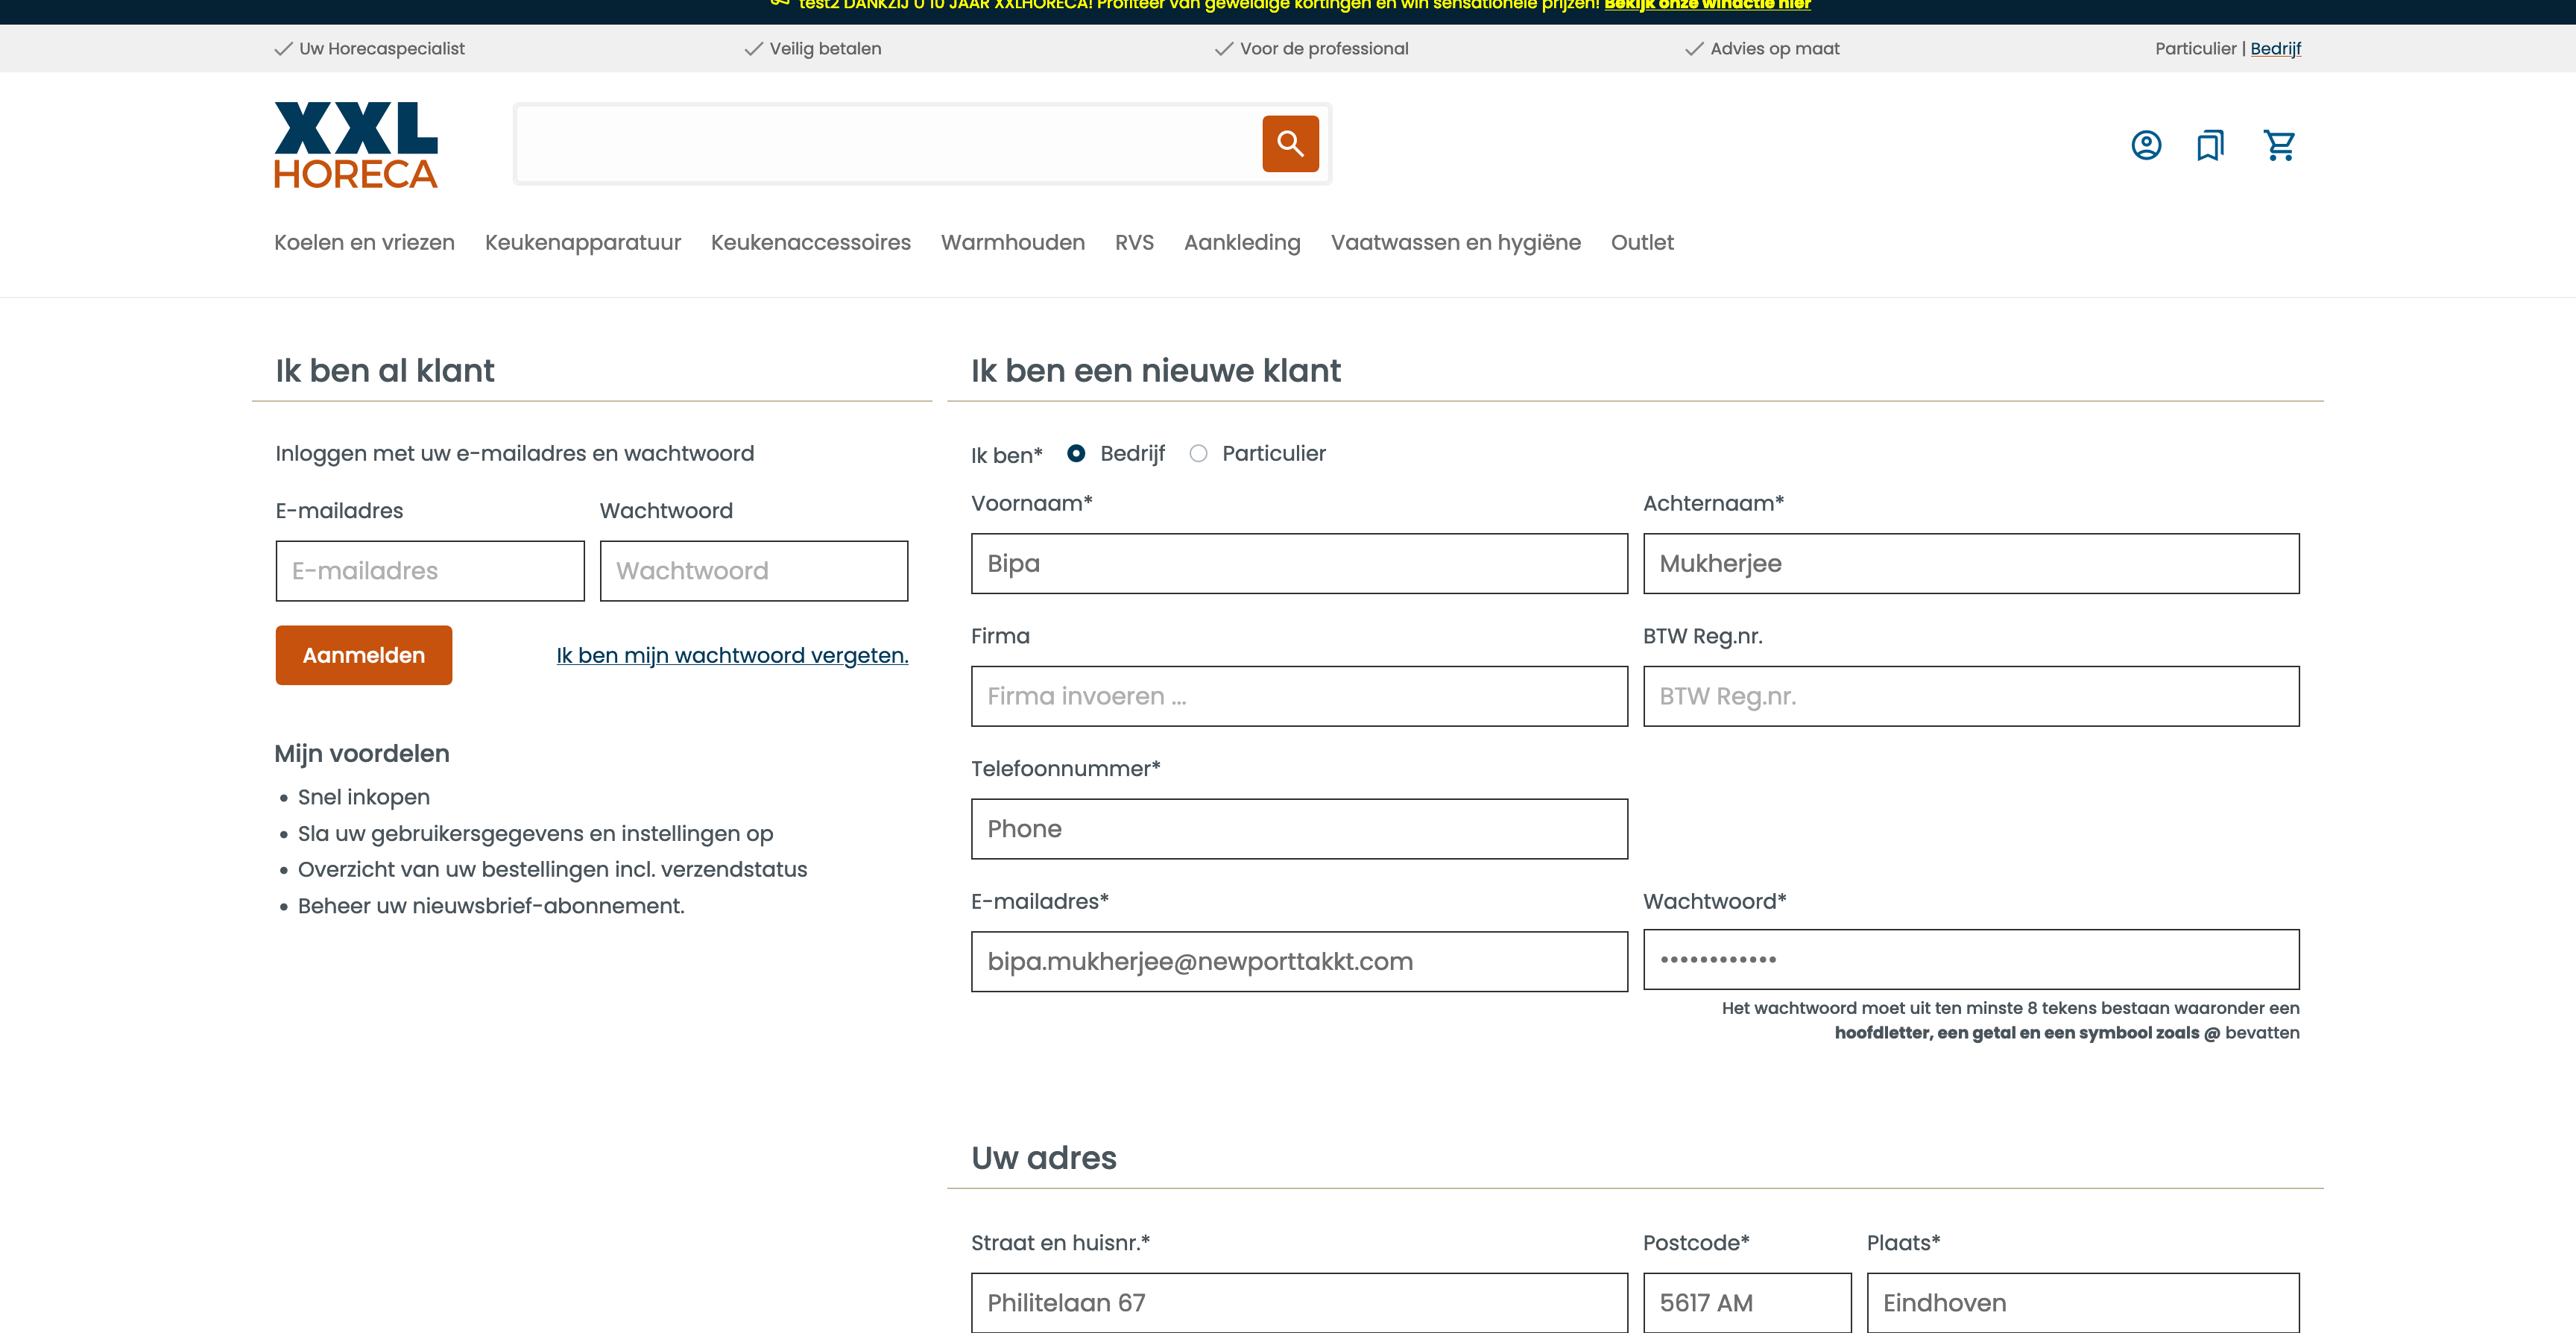 test2 DANKZIJ U 10 JAAR XXLHORECA! Profiteer van geweldige kortingen en win sensationele prijzen! Bekijk onze winactie hier
Uw Horecaspecialist
Veilig betalen
Voor de professional
Advies op maat
Particulier | Bedrijf
XXL
HORECA
Koelen en vriezen
Keukenapparatuur
Keukenaccessoires
Warmhouden
RVS
Aankleding
Vaatwassen en hygiëne
Outlet
Ik ben al klant
Inloggen met uw e-mailadres en wachtwoord
E-mailadres
Wachtwoord
E-mailadres
Wachtwoord
Aanmelden
Ik ben mijn wachtwoord vergeten.
Mijn voordelen
• Snel inkopen
• Sla uw gebruikersgegevens en instellingen op
• Overzicht van uw bestellingen incl. verzendstatus
• Beheer uw nieuwsbrief-abonnement.
Ik ben een nieuwe klant
Ik ben*
Bedrijf
Particulier
Voornaam*
Achternaam*
Bipa
Mukherjee
Firma
BTW Reg.nr.
Firma invoeren ...
BTW Reg.nr.
Telefoonnummer*
Phone
E-mailadres*
Wachtwoord*
bipa.mukherjee@newporttakkt.com
••••••••••••
Het wachtwoord moet uit ten minste 8 tekens bestaan waaronder een
hoofdletter, een getal en een symbool zoals @ bevatten
Uw adres
Straat en huisnr.*
Postcode*
Plaats*
Philitelaan 67
5617 AM
Eindhoven